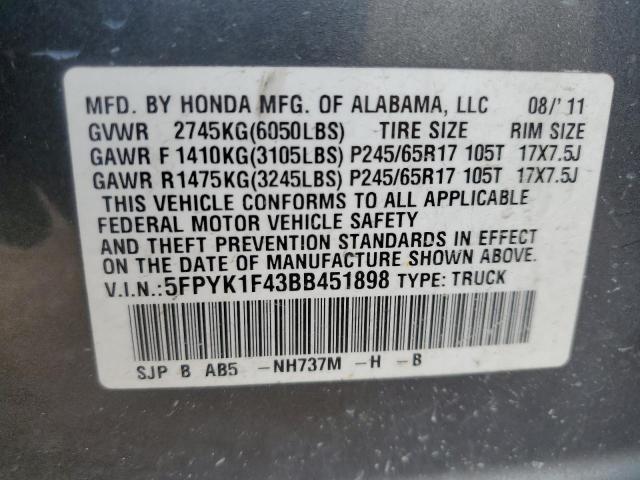 MFD. BY HONDA MFG. OF ALABAMA, LLC 08/'11
GVWR 2745KG(6050LBS) TIRE SIZE RIM SIZE
GAWR F 1410KG(3105LBS) P245/65R17 105T 17X7.5J
GAWR R 1475KG(3245LBS) P245/65R17 105T 17X7.5J
THIS VEHICLE CONFORMS TO ALL APPLICABLE
FEDERAL MOTOR VEHICLE SAFETY
AND THEFT PREVENTION STANDARDS IN EFFECT
ON THE DATE OF MANUFACTURE SHOWN ABOVE.
V.I.N.:5FPYK1F43BB451898 TYPE: TRUCK
SJP B AB5 -NH737M -H -B